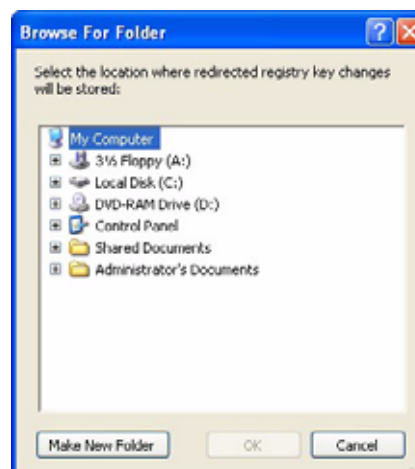 Browse For Folder
Select the location where redirected registry key changes
will be stored:
My Computer
3½ Floppy (A:)
Local Disk (C:)
DVD-RAM Drive (D:)
Control Panel
Shared Documents
Administrator's Documents
Make New Folder OK Cancel